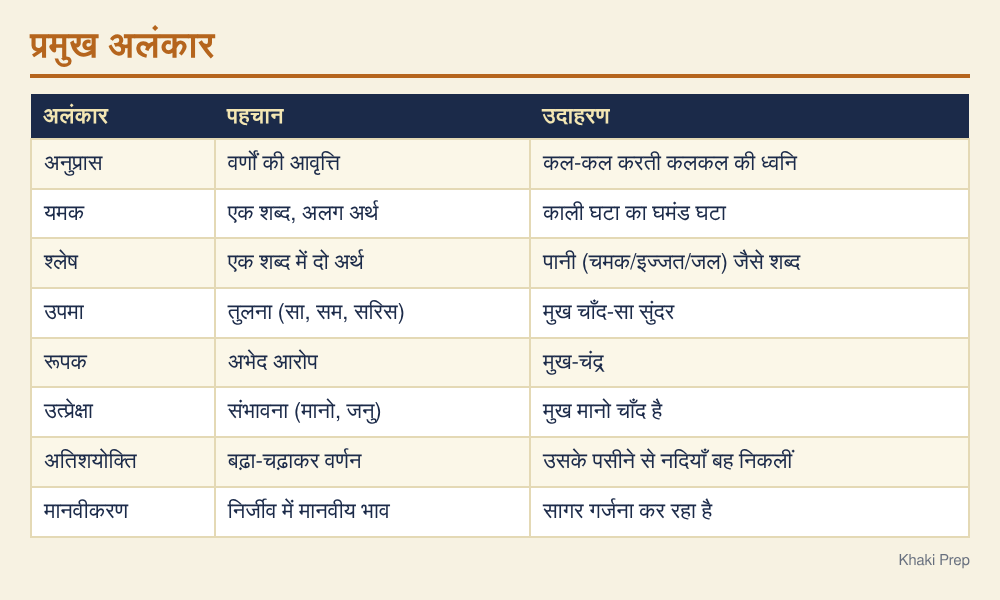 प्रमुख अलंकार
अलंकार पहचान उदाहरण
अनुप्रास वर्णों की आवृत्ति कल-कल करती कलकल की ध्वनि
यमक एक शब्द, अलग अर्थ काली घटा का घमंड घटा
श्लेष एक शब्द में दो अर्थ पानी (चमक/इज्जत/जल) जैसे शब्द
उपमा तुलना (सा, सम, सरिस) मुख चाँद-सा सुंदर
रूपक अभेद आरोप मुख-चंद्र
उत्प्रेक्षा संभावना (मानो, जनु) मुख मानो चाँद है
अतिशयोक्ति बढ़ा-चढ़ाकर वर्णन उसके पसीने से नदियाँ बह निकलीं
मानवीकरण निर्जीव में मानवीय भाव सागर गर्जना कर रहा है
Khaki Prep